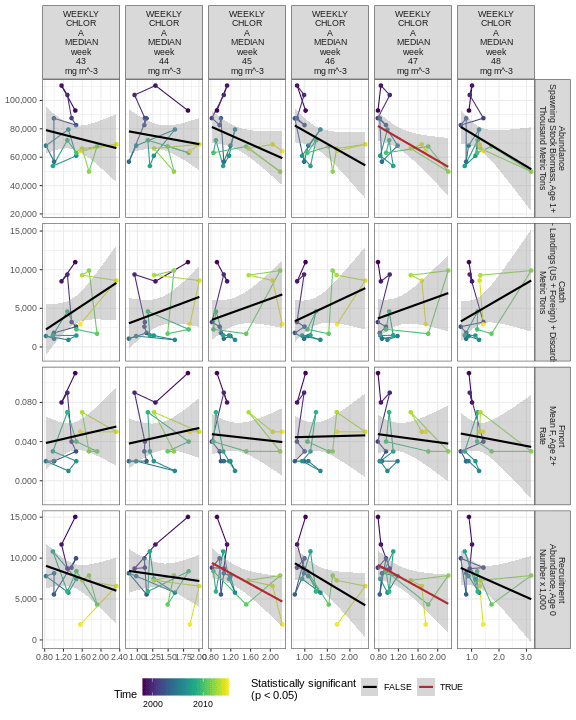 WEEKLY
CHLOR
A
MEDIAN
week
43
mg m^-3
WEEKLY
CHLOR
A
MEDIAN
week
44
mg m^-3
WEEKLY
CHLOR
A
MEDIAN
week
45
mg m^-3
WEEKLY
CHLOR
A
MEDIAN
week
46
mg m^-3
WEEKLY
CHLOR
A
MEDIAN
week
47
mg m^-3
WEEKLY
CHLOR
A
MEDIAN
week
48
mg m^-3
100,000
80,000
60,000
40,000
20,000
Abundance
Spawning Stock Biomass, Age 1+
Thousand Metric Tons
15,000
10,000
5,000
0
Catch
- Landings (US + Foreign) + Discard
Metric Tons
0.080
0.040
0.000
Fmort
Mean F, Age 2+
Rate
15,000
10,000
5,000
0
Recruitment
Abundance, Age 0
Number x 1,000
0.80 1.20 1.60 2.00 2.40
1.00 1.25 1.50 1.75 2.00
0.80 1.20 1.60 2.00
1.00 1.50 2.00
0.80 1.20 1.60 2.00
1.0 2.0 3.0
Time
2000 2010
Statistically significant
(p < 0.05)
FALSE
TRUE